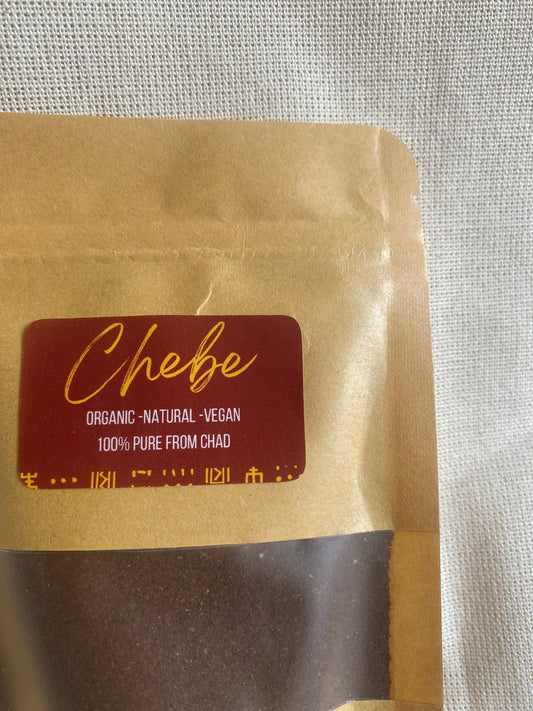 Chebe
ORGANIC -NATURAL -VEGAN
100% PURE FROM CHAD